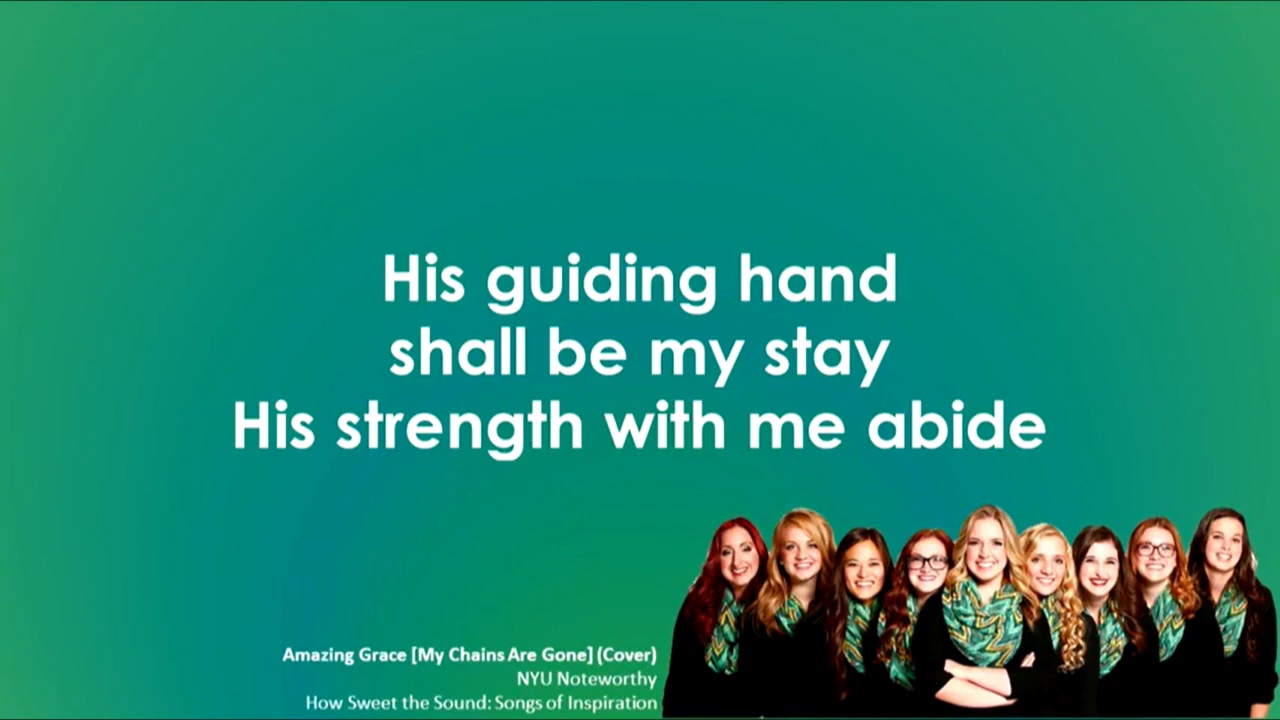 His guiding hand
shall be my stay
His strength with me abide
Amazing Grace [My Chains Are Gone] (Cover)
NYU Noteworthy
How Sweet the Sound: Songs of Inspiration